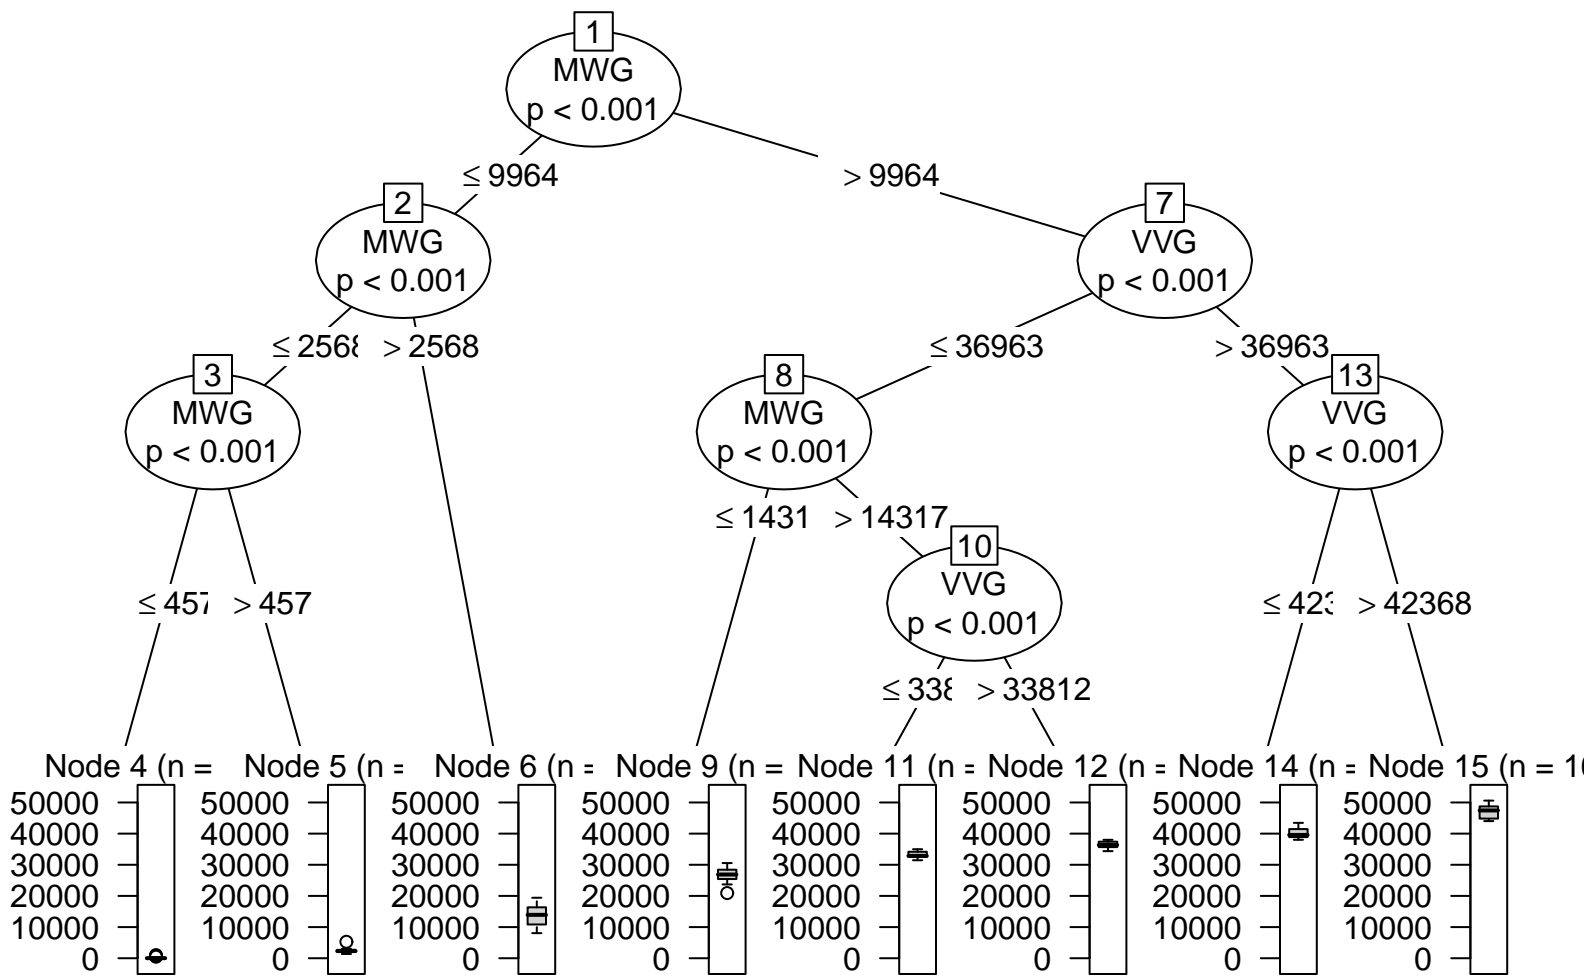 1
MWG
p < 0.001
≤ 9964
> 9964
2
MWG
p < 0.001
7
VVG
p < 0.001
≤ 2568
> 2568
≤ 36963
> 36963
3
MWG
p < 0.001
8
MWG
p < 0.001
13
VVG
p < 0.001
≤ 1431
> 14317
10
VVG
p < 0.001
≤ 457
> 457
≤ 423
> 42368
≤ 338
> 33812
Node 4 (n =
Node 5 (n =
Node 6 (n =
Node 9 (n =
Node 11 (n =
Node 12 (n =
Node 14 (n =
Node 15 (n = 10
50000 50000 50000 50000 50000 50000 50000 50000
40000 40000 40000 40000 40000 40000 40000 40000
30000 30000 30000 30000 30000 30000 30000 30000
20000 20000 20000 20000 20000 20000 20000 20000
10000 10000 10000 10000 10000 10000 10000 10000
0 0 0 0 0 0 0 0